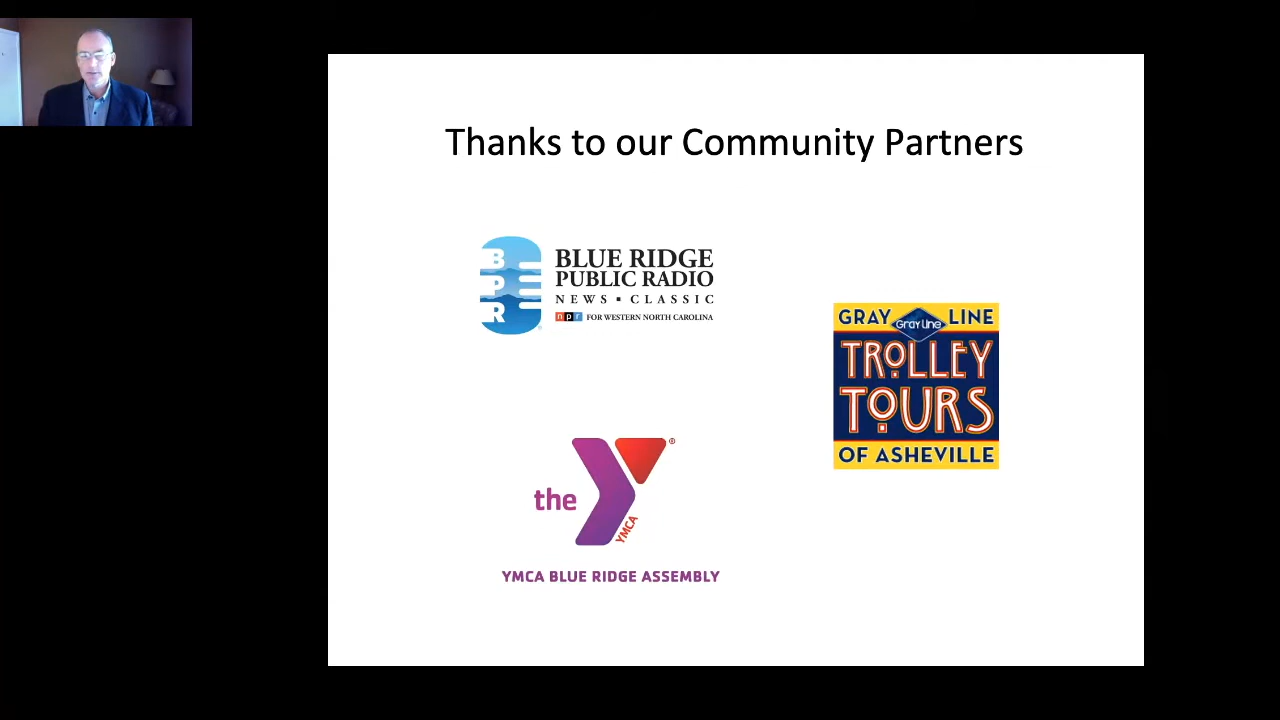 Thanks to our Community Partners
B
P
R
BLUE RIDGE
PUBLIC RADIO
NEWS ▪ CLASSIC
npr FOR WESTERN NORTH CAROLINA
GRAY LINE
Gray Line
TROLLEY
TOURS
OF ASHEVILLE
the
YMCA
®
YMCA BLUE RIDGE ASSEMBLY